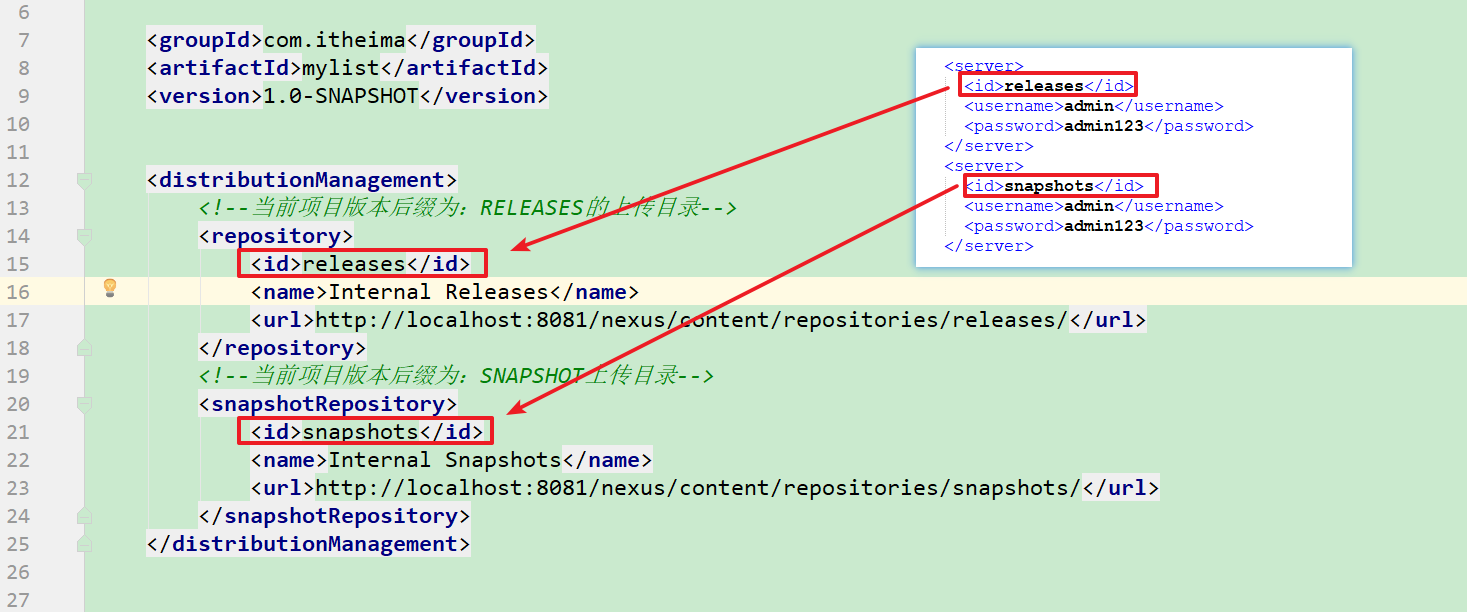 6
7 <groupId>com.itheima</groupId>
8 <artifactId>mylist</artifactId>
9 <version>1.0-SNAPSHOT</version>
10
11
12 <distributionManagement>
13 <!--当前项目版本后缀为：RELEASES的上传目录-->
14 <repository>
15 <id>releases</id>
16 <name>Internal Releases</name>
17 <url>http://localhost:8081/nexus/content/repositories/releases/</url>
18 </repository>
19 <!--当前项目版本后缀为：SNAPSHOT上传目录-->
20 <snapshotRepository>
21 <id>snapshots</id>
22 <name>Internal Snapshots</name>
23 <url>http://localhost:8081/nexus/content/repositories/snapshots/</url>
24 </snapshotRepository>
25 </distributionManagement>
26
27
<server>
<id>releases</id>
<username>admin</username>
<password>admin123</password>
</server>
<server>
<id>snapshots</id>
<username>admin</username>
<password>admin123</password>
</server>